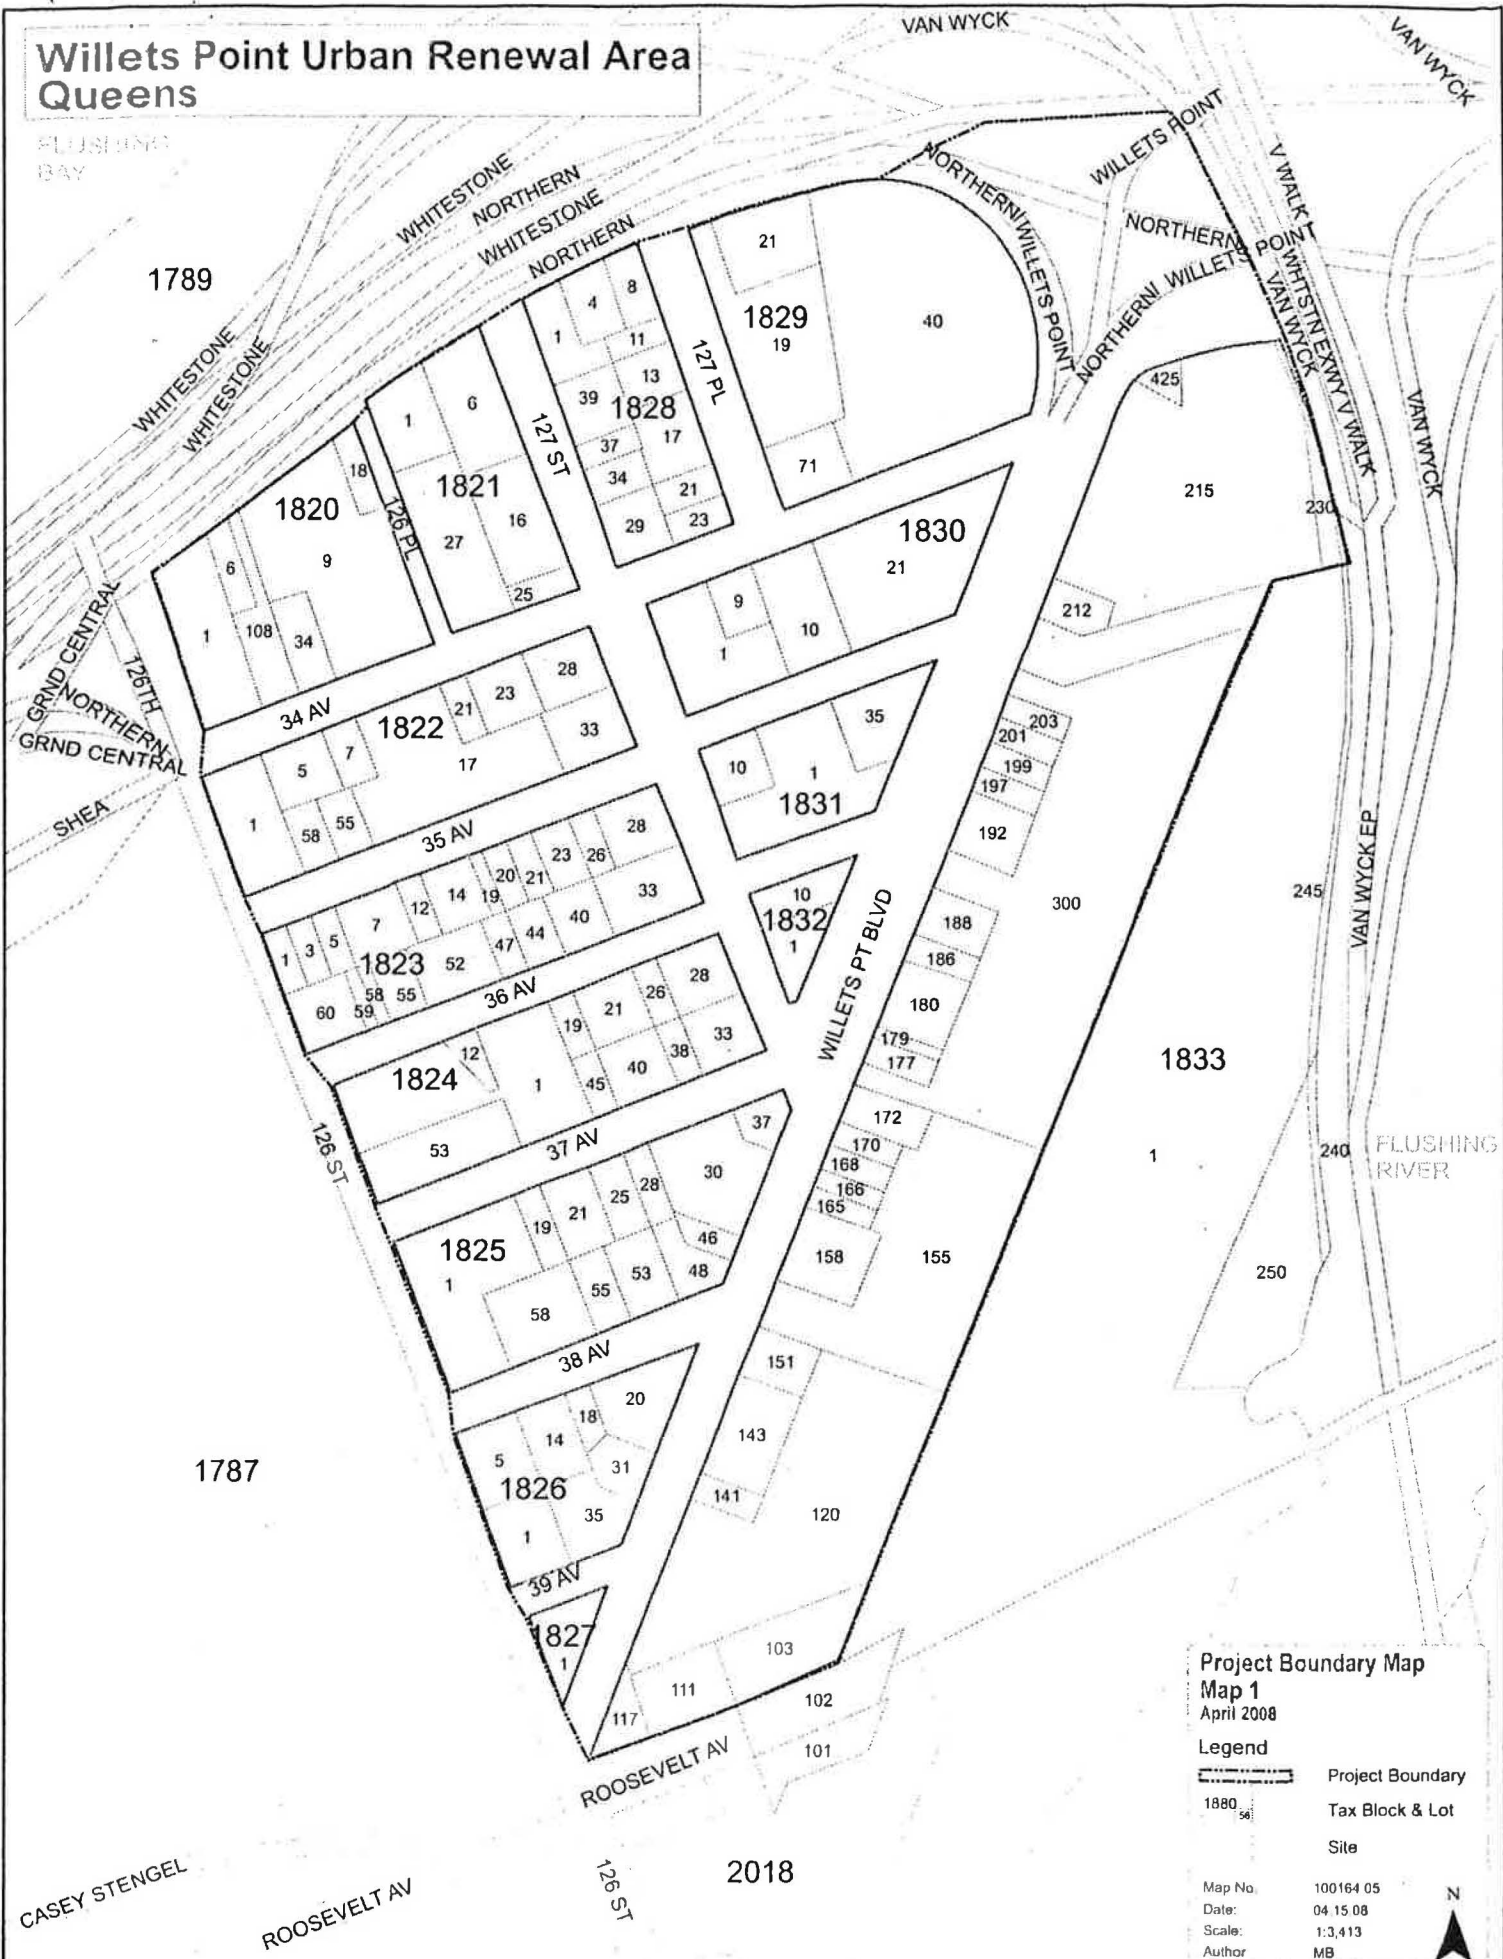 Willets Point Urban Renewal Area
Queens
FLUSHING
BAY
VAN WYCK
VAN WYCK
WHITESTONE
NORTHERN
WHITESTONE
NORTHERN
WILLETS POINT
NORTHERN/WILLETS POINT
NORTHERN/ WILLETS POINT
NORTHERN/ WILLETS POINT
V WALK
WHTSTN EXWY V WALK
VAN WYCK
VAN WYCK
1789
WHITESTONE
WHITESTONE
GRND CENTRAL
NORTHERN
GRND CENTRAL
126TH
SHEA
1820
18
6
9
1
108
34
126 PL
1821
1
6
27
16
25
127 ST
1828
4
8
1
11
13
39
17
37
34
21
29
23
127 PL
1829
21
19
40
71
1830
9
21
1
10
34 AV
1822
28
23
21
7
5
33
17
1
58
55
35 AV
1831
35
10
1
1823
28
26
23
21
20
19
14
12
7
5
3
1
33
40
44
47
52
55
58
59
60
36 AV
1832
10
1
1824
28
26
21
19
12
1
33
38
40
45
53
37 AV
126 ST
1825
37
30
28
25
21
19
1
46
48
53
55
58
38 AV
1826
20
18
14
5
31
35
1
39 AV
1827
1
WILLETS PT BLVD
425
215
230
212
203
201
199
197
192
300
188
186
180
179
177
172
170
168
166
165
158
155
151
143
141
120
103
111
117
102
101
1833
1
245
240
250
VAN WYCK EP
FLUSHING
RIVER
1787
ROOSEVELT AV
2018
126 ST
CASEY STENGEL
ROOSEVELT AV
Project Boundary Map
Map 1
April 2008
Legend
Project Boundary
1880 56 Tax Block & Lot
Site
Map No. 100164 05
Date: 04.15.08
Scale: 1:3,413
Author MB
N